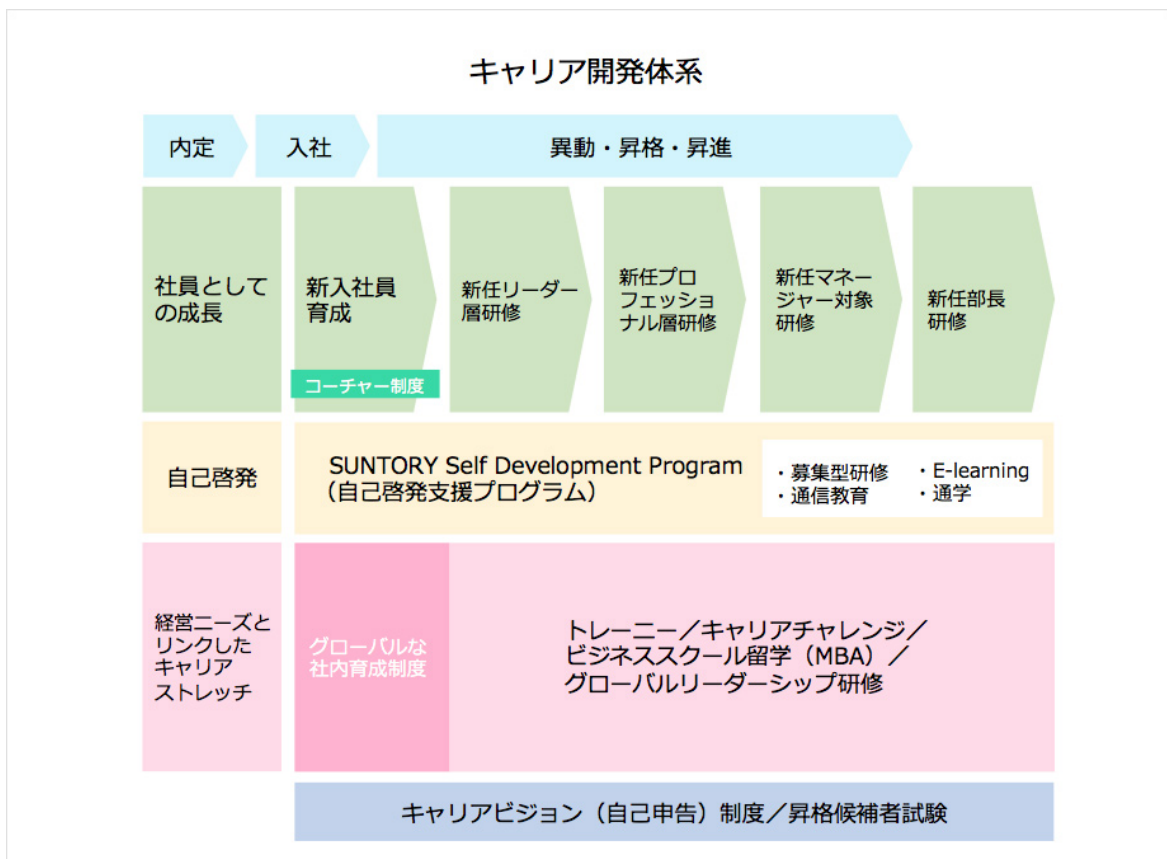 キャリア開発体系
内定
入社
異動・昇格・昇進
社員として
の成長
新入社員
育成
コーチャー制度
新任リーダー
層研修
新任プロ
フェッショ
ナル層研修
新任マネー
ジャー対象
研修
新任部長
研修
自己啓発
SUNTORY Self Development Program
（自己啓発支援プログラム）
・募集型研修
・通信教育
・E-learning
・通学
経営ニーズと
リンクした
キャリア
ストレッチ
グローバルな
社内育成制度
トレーニー／キャリアチャレンジ／
ビジネススクール留学（MBA）／
グローバルリーダーシップ研修
キャリアビジョン（自己申告）制度／昇格候補者試験